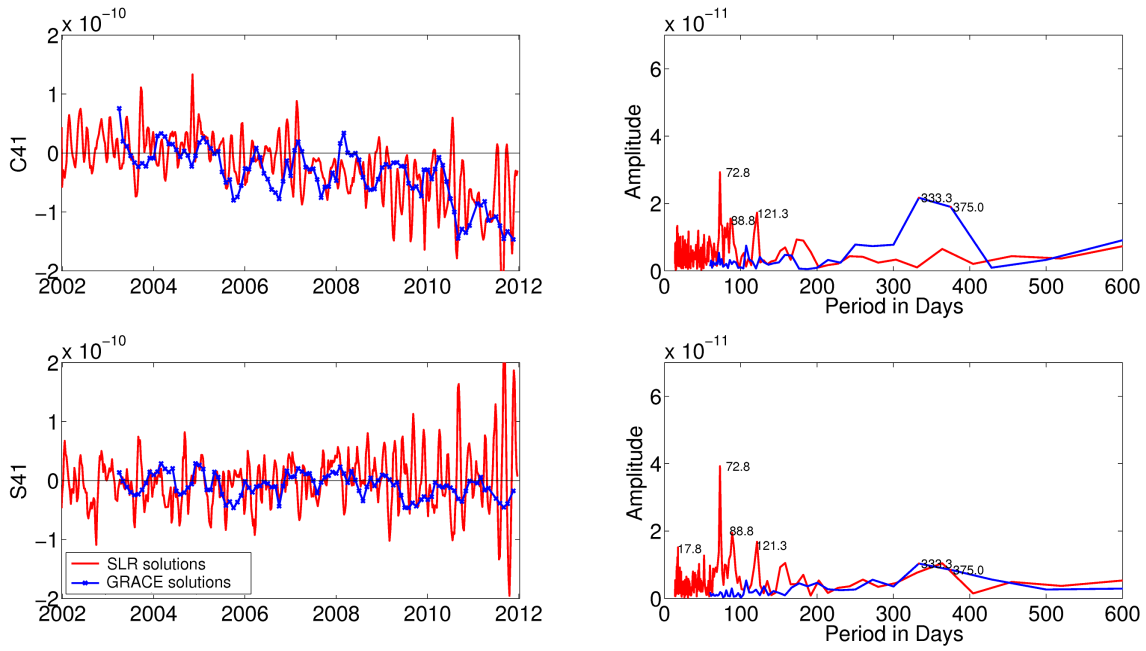 x 10⁻¹⁰
2
1
0
−1
−2
C41
2002 2004 2006 2008 2010 2012
x 10⁻¹¹
6
4
2
0
Amplitude
72.8
88.8
121.3
333.3
375.0
0 100 200 300 400 500 600
Period in Days
x 10⁻¹⁰
2
1
0
−1
−2
S41
SLR solutions
GRACE solutions
2002 2004 2006 2008 2010 2012
x 10⁻¹¹
6
4
2
0
Amplitude
72.8
17.8
88.8
121.3
333.3
375.0
0 100 200 300 400 500 600
Period in Days